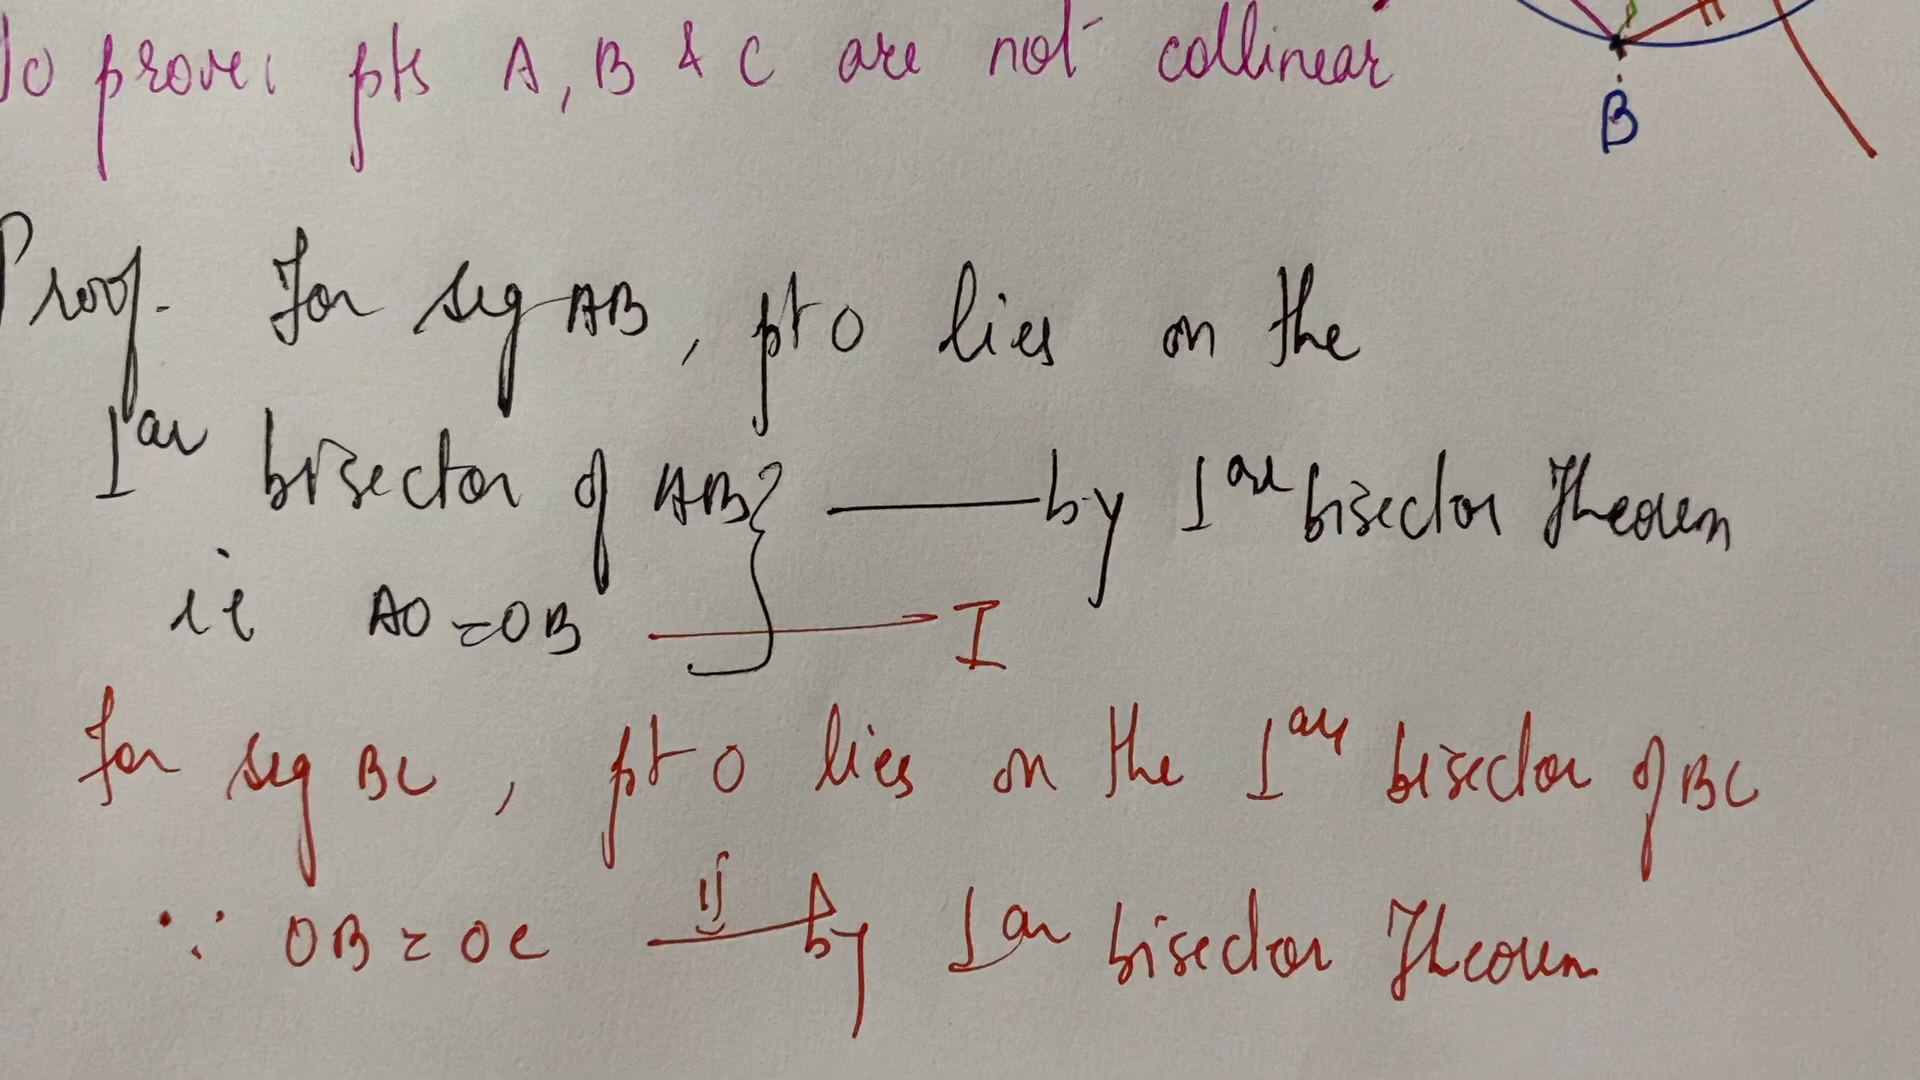 To prove: pts A, B & C are not collinear
B
Proof. For seg AB, pt O lies on the
⊥ar bisector of AB } —— by ⊥ar bisector Theorem
ie AO = OB —— I
for seg BC, pt O lies on the ⊥ar bisector of BC
∵ OB = OC —— II by ⊥ar bisector Theorem